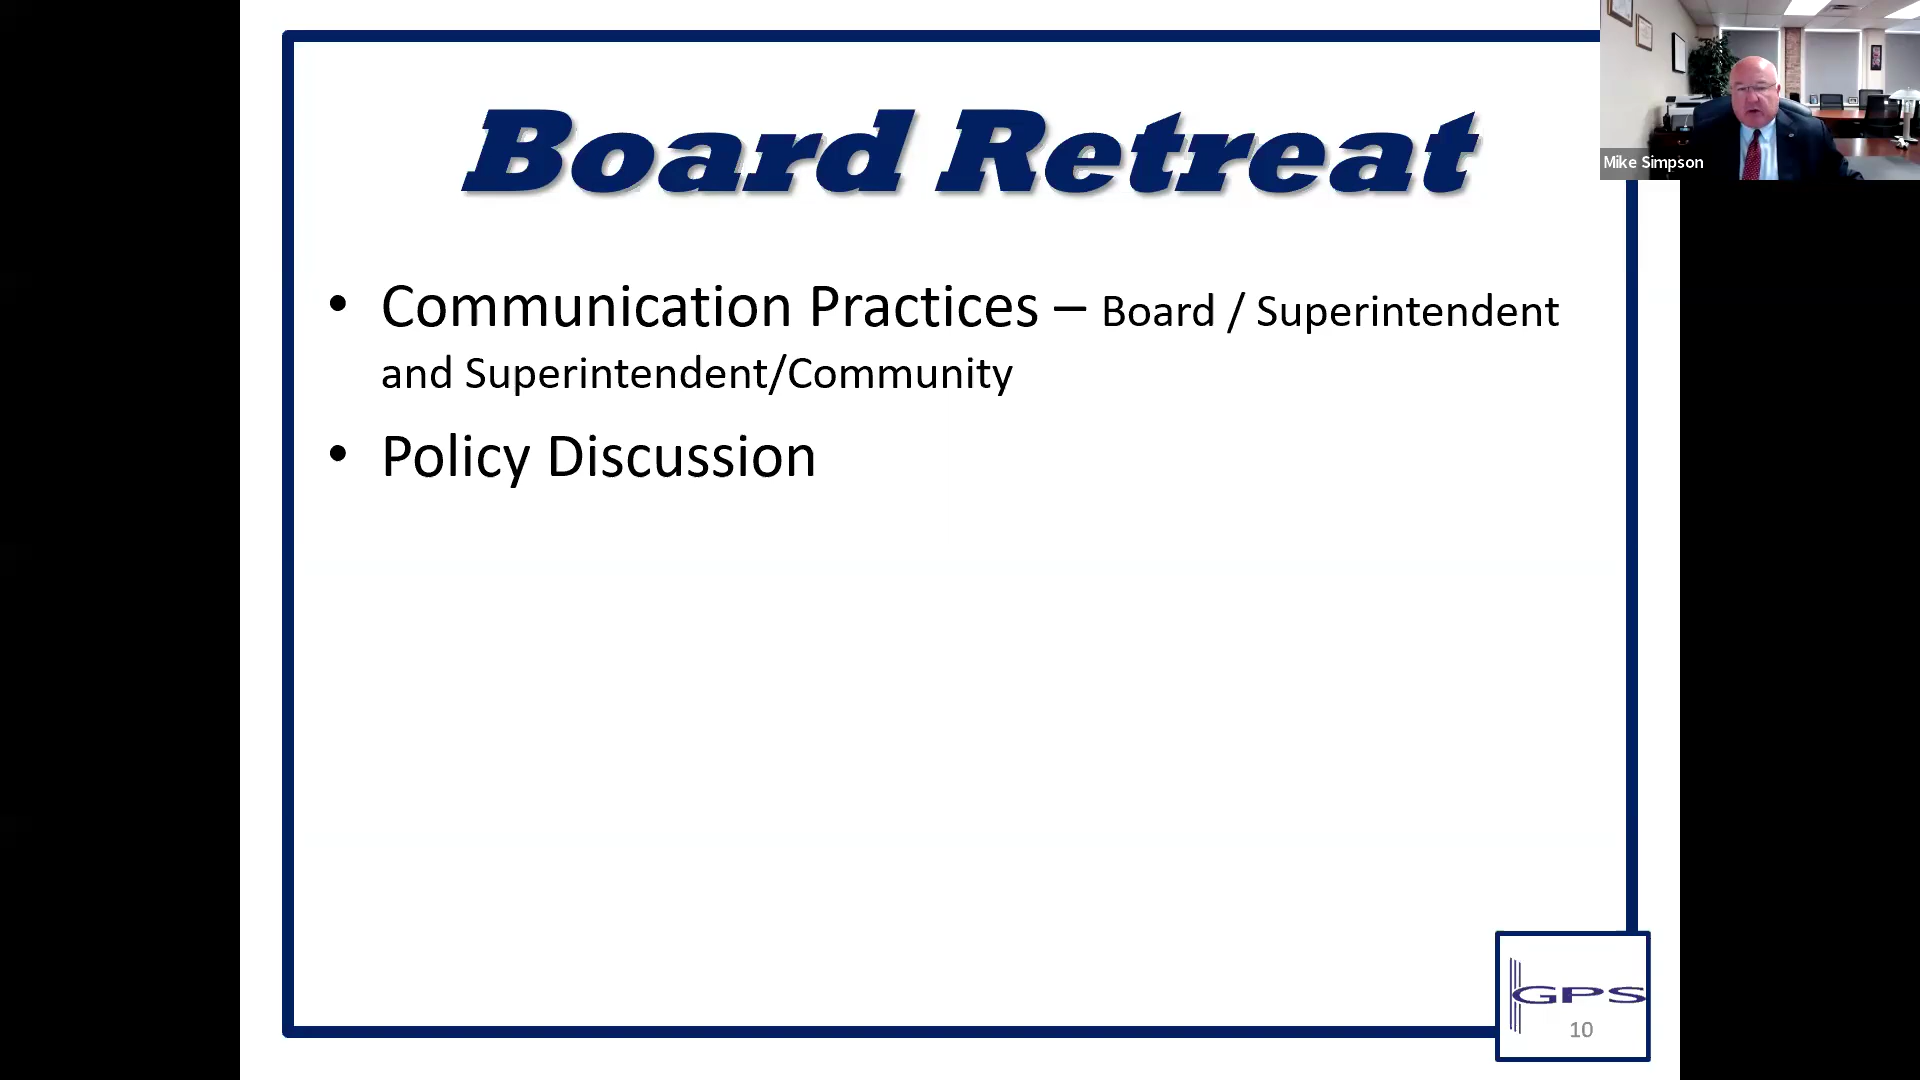 Board Retreat
Mike Simpson
• Communication Practices – Board / Superintendent
and Superintendent/Community
• Policy Discussion
GPS
10